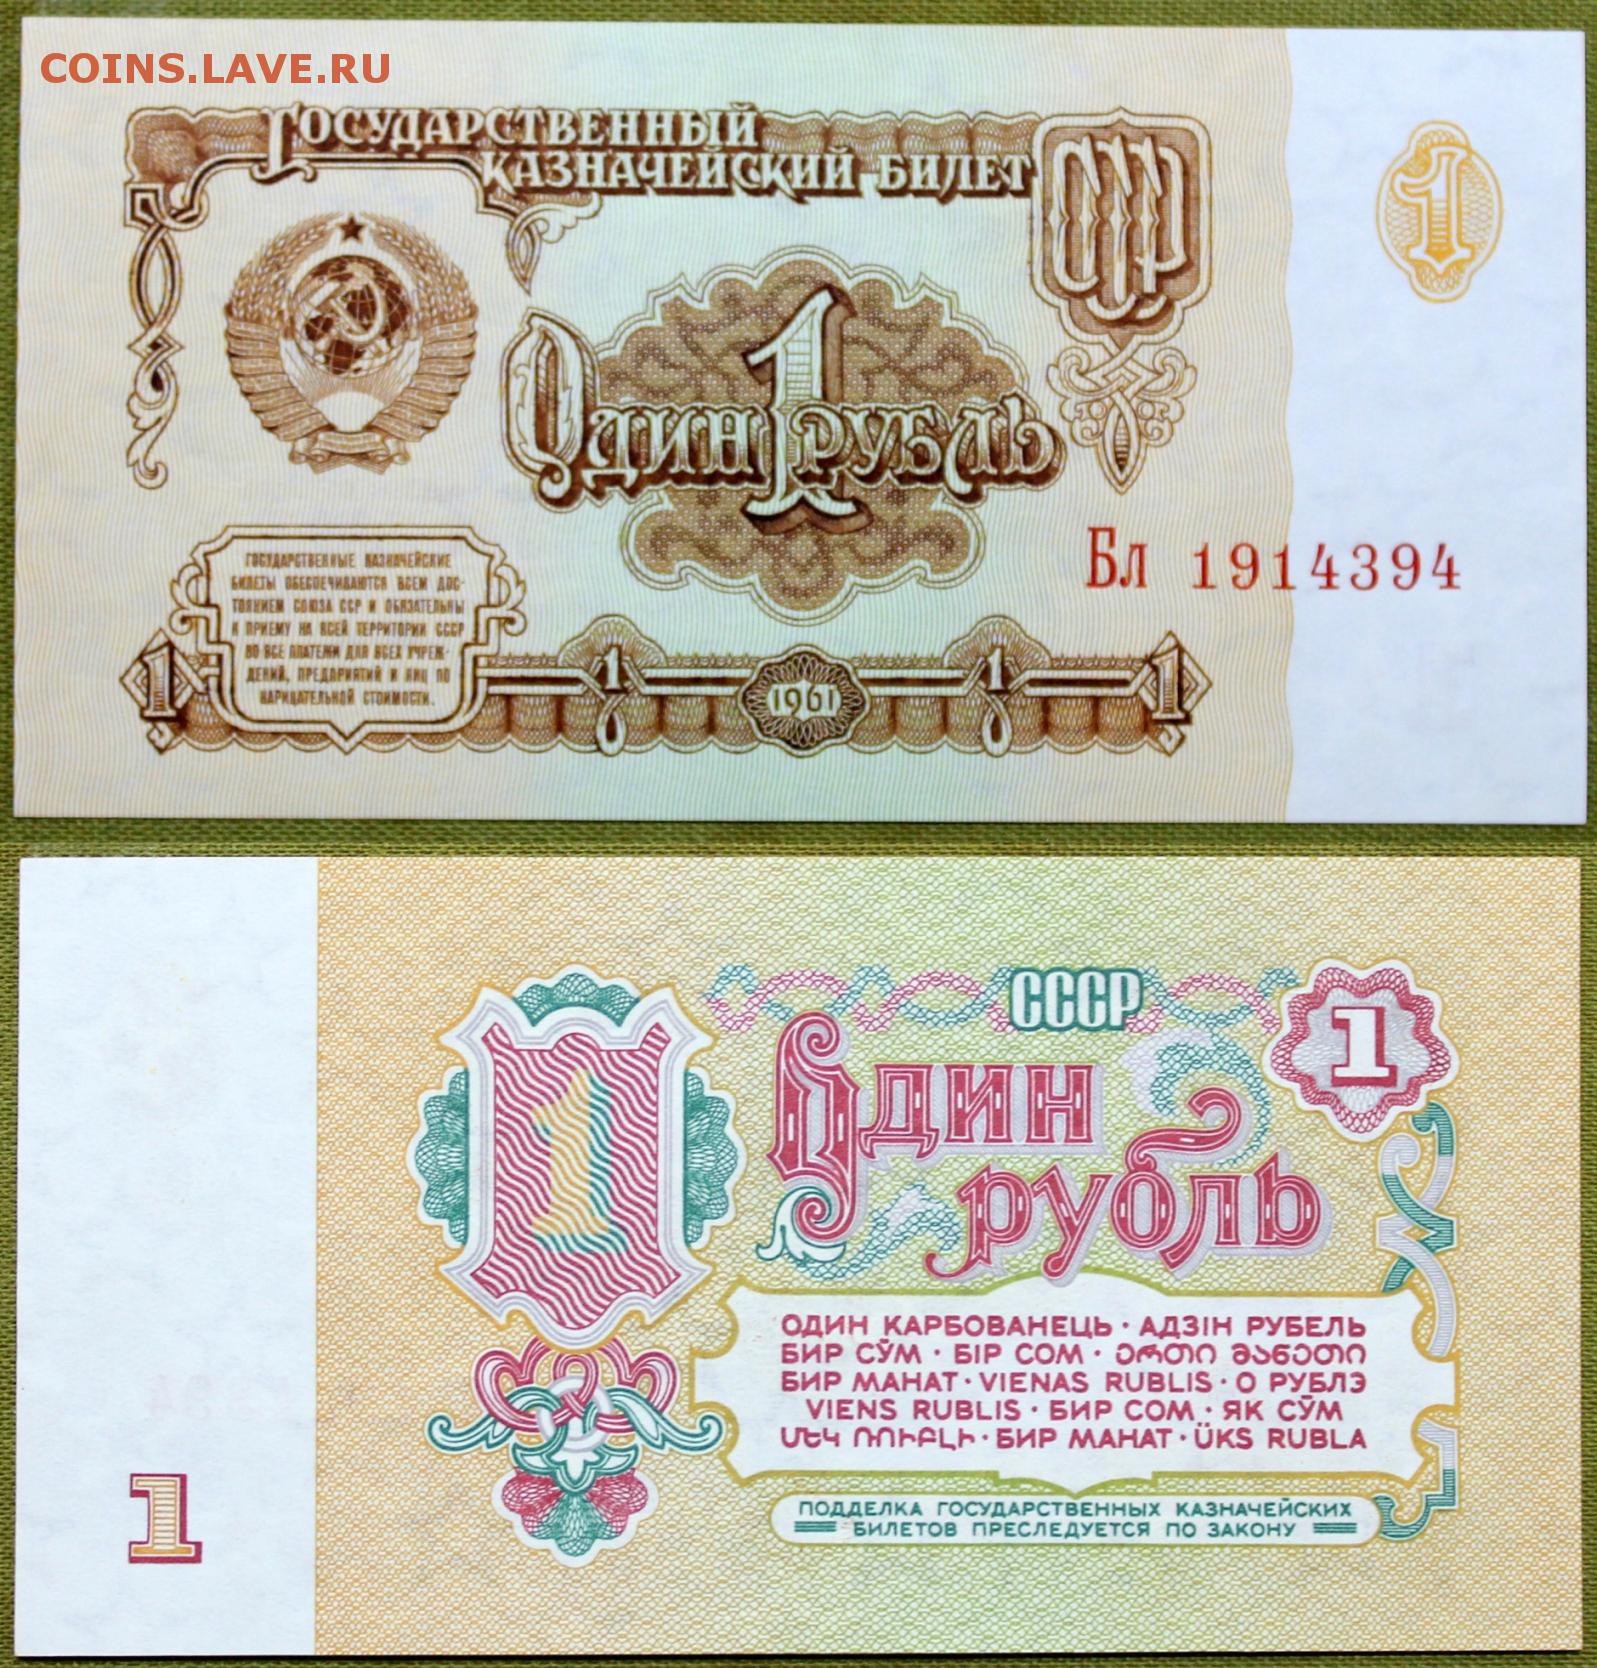 COINS.LAVE.RU
ГОСУДАРСТВЕННЫЙ
КАЗНАЧЕЙСКИЙ БИЛЕТ
СССР
1
1
ОДИН РУБЛЬ
Бл 1914394
ГОСУДАРСТВЕННЫЕ КАЗНАЧЕЙСКИЕ
БИЛЕТЫ ОБЕСПЕЧИВАЮТСЯ ВСЕМ ДОС-
ТОЯНИЕМ СОЮЗА ССР И ОБЯЗАТЕЛЬНЫ
К ПРИЕМУ НА ВСЕЙ ТЕРРИТОРИИ СССР
ВО ВСЕ ПЛАТЕЖИ ДЛЯ ВСЕХ УЧРЕЖ-
ДЕНИЙ, ПРЕДПРИЯТИЙ И ЛИЦ ПО
НАРИЦАТЕЛЬНОЙ СТОИМОСТИ.
1 1 1961 1 1
СССР
1
1
ОДИН
РУБЛЬ
ОДИН КАРБОВАНЕЦЬ · АДЗІН РУБЕЛЬ
БИР СЎМ · БІР СОМ · ᲔᲠᲗᲘ ᲛᲐᲜᲔᲗᲘ
БИР МАНАТ · VIENAS RUBLIS · О РУБЛЭ
VIENS RUBLIS · БИР СОМ · ЯК СӮМ
ՄԵԿ ՌՈՒԲԼԻ · БИР МАНАТ · ÜKS RUBLA
ПОДДЕЛКА ГОСУДАРСТВЕННЫХ КАЗНАЧЕЙСКИХ
БИЛЕТОВ ПРЕСЛЕДУЕТСЯ ПО ЗАКОНУ
1